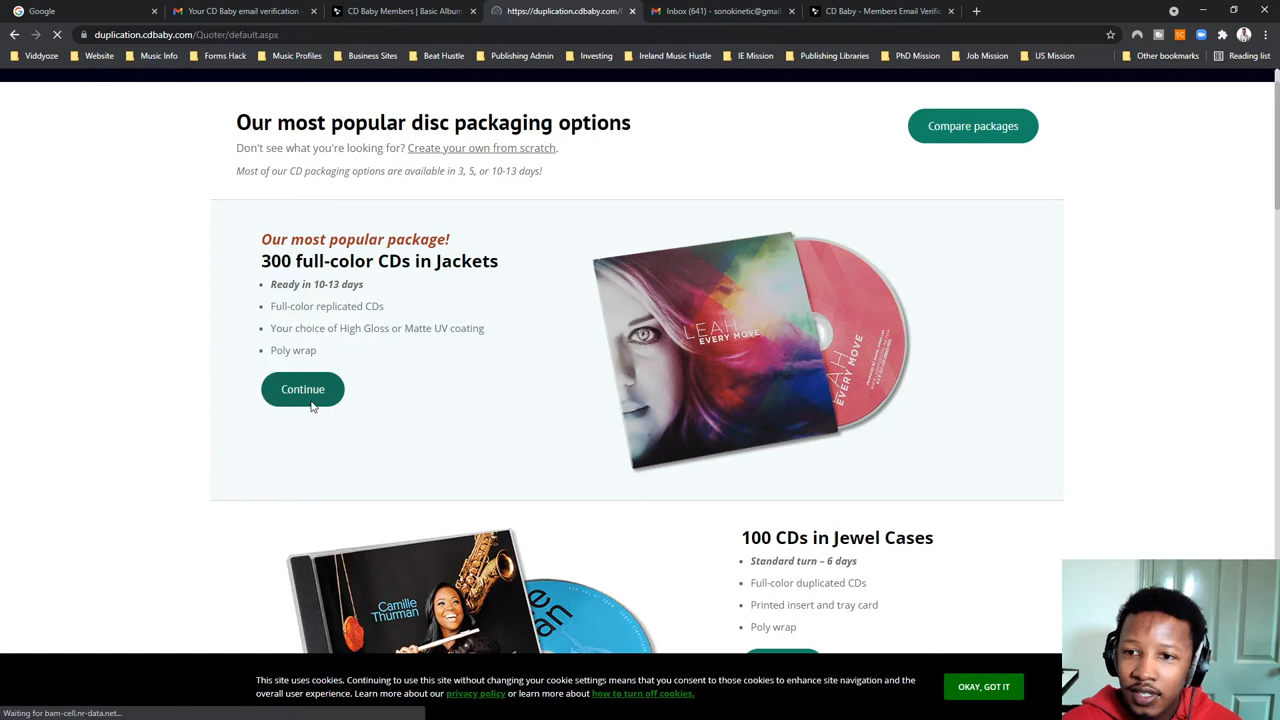 Google
Your CD Baby email verification
CD Baby Members | Basic Album
https://duplication.cdbaby.com/
Inbox (641) - sonokinetic@gmail
CD Baby – Members Email Verifi
duplication.cdbaby.com/Quoter/default.aspx
Viddyoze
Website
Music Info
Forms Hack
Music Profiles
Business Sites
Beat Hustle
Publishing Admin
Investing
Ireland Music Hustle
IE Mission
Publishing Libraries
PhD Mission
Job Mission
US Mission
Other bookmarks
Reading list
Our most popular disc packaging options
Compare packages
Don't see what you're looking for? Create your own from scratch.
Most of our CD packaging options are available in 3, 5, or 10-13 days!
Our most popular package!
300 full-color CDs in Jackets
Ready in 10-13 days
Full-color replicated CDs
Your choice of High Gloss or Matte UV coating
Poly wrap
Continue
LEAH
EVERY MOVE
EVERY MOVE
100 CDs in Jewel Cases
Standard turn – 6 days
Full-color duplicated CDs
Printed insert and tray card
Poly wrap
Camille
Thurman
This site uses cookies. Continuing to use this site without changing your cookie settings means that you consent to those cookies to enhance site navigation and the
overall user experience. Learn more about our privacy policy or learn more about how to turn off cookies.
OKAY, GOT IT
Waiting for bam-cell.nr-data.net...